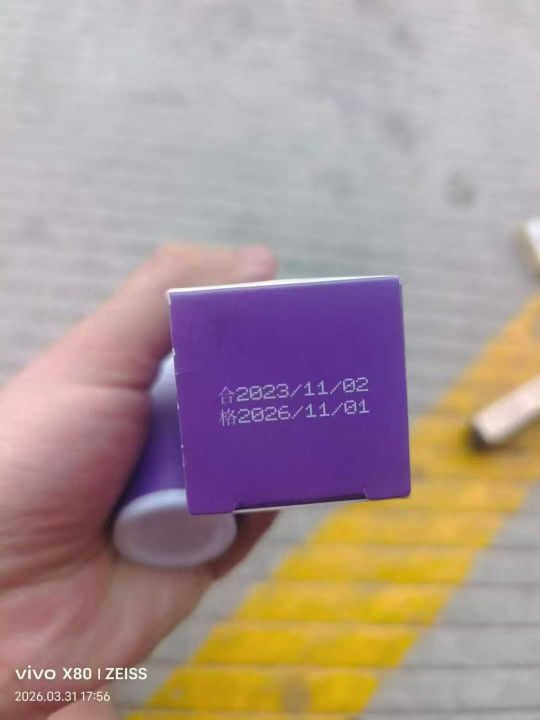 合2023/11/02
格2026/11/01
vivo X80 | ZEISS
2026.03.31 17:56